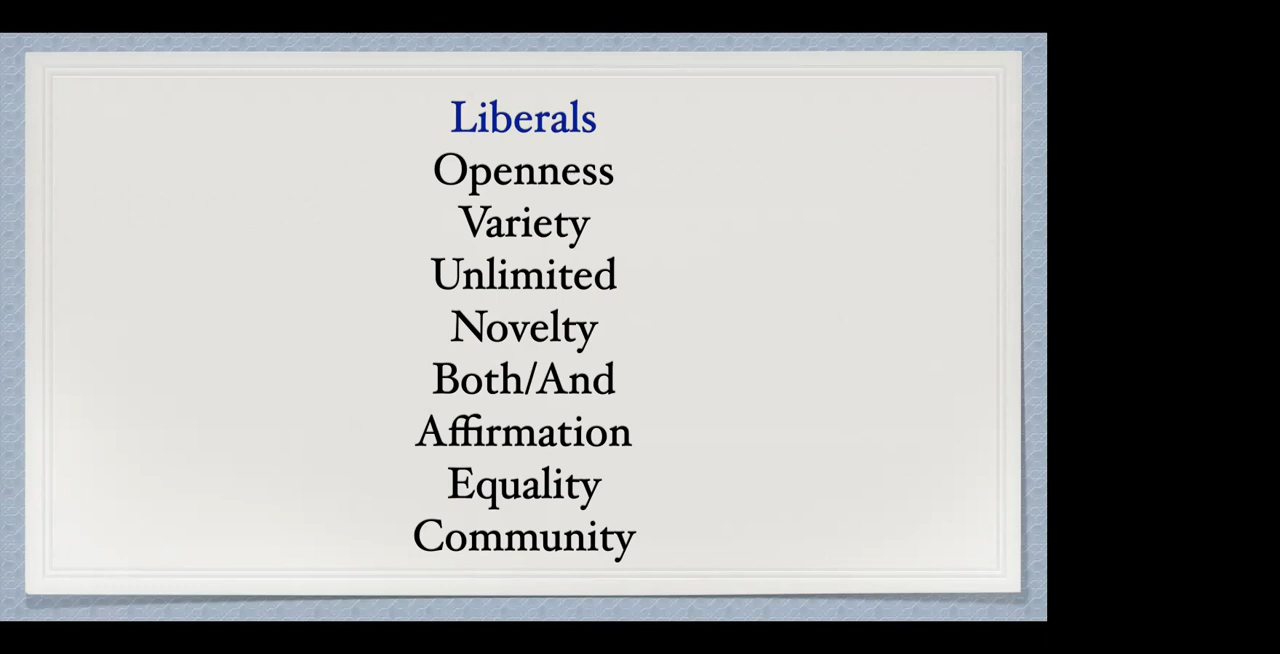 Liberals
Openness
Variety
Unlimited
Novelty
Both/And
Affirmation
Equality
Community